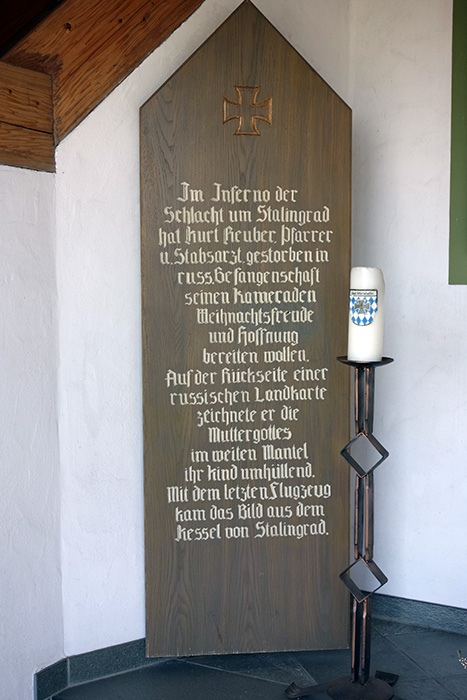 Im Inferno der
Schlacht um Stalingrad
hat Kurt Reuber, Pfarrer
u. Stabsarzt, gestorben in
russ. Gefangenschaft
seinen Kameraden
Weihnachtsfreude
und Hoffnung
bereiten wollen.
Auf der Rückseite einer
russischen Landkarte
zeichnete er die
Muttergottes
im weiten Mantel
ihr Kind umhüllend.
Mit dem letzten Flugzeug
kam das Bild aus dem
Kessel von Stalingrad.